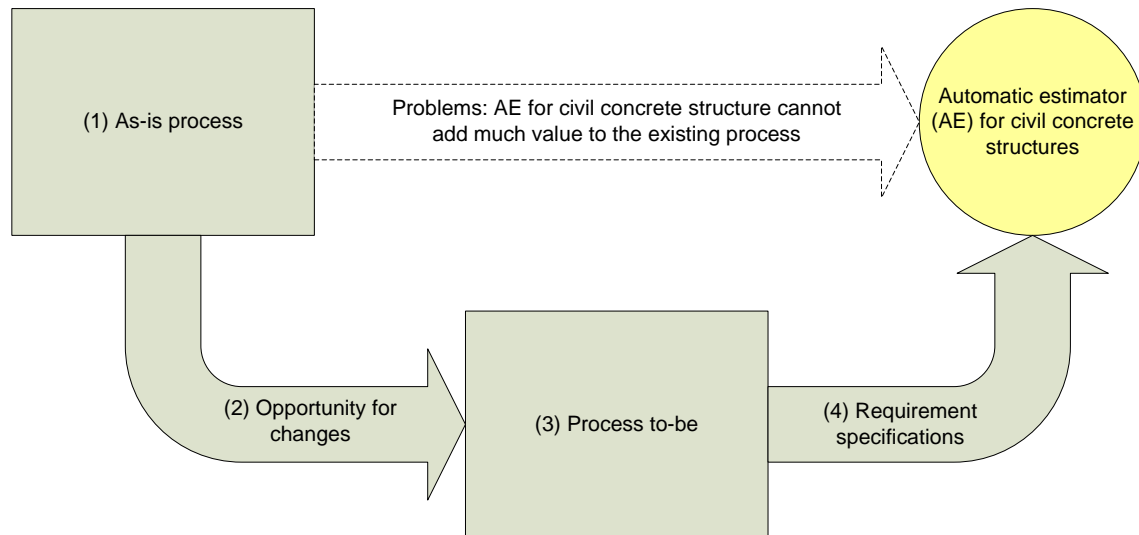 (1) As-is process
Problems: AE for civil concrete structure cannot
add much value to the existing process
Automatic estimator
(AE) for civil concrete
structures
(2) Opportunity for
changes
(3) Process to-be
(4) Requirement
specifications